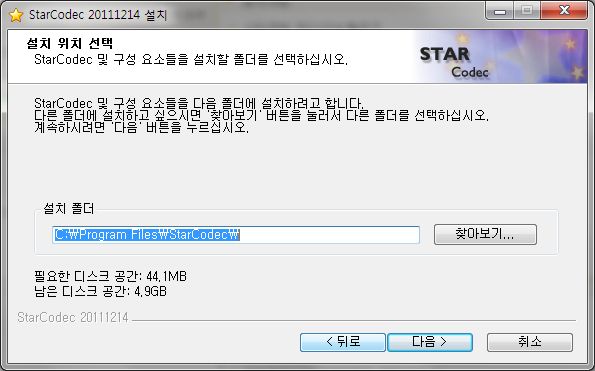 StarCodec 20111214 설치
설치 위치 선택
StarCodec 및 구성 요소들을 설치할 폴더를 선택하십시오.
STAR
Codec
StarCodec 및 구성 요소들을 다음 폴더에 설치하려고 합니다.
다른 폴더에 설치하고 싶으시면 '찾아보기' 버튼을 눌러서 다른 폴더를 선택하십시오.
계속하시려면 '다음' 버튼을 누르십시오.
설치 폴더
C:₩Program Files₩StarCodec₩
찾아보기...
필요한 디스크 공간: 44.1MB
남은 디스크 공간: 4.9GB
StarCodec 20111214
< 뒤로
다음 >
취소